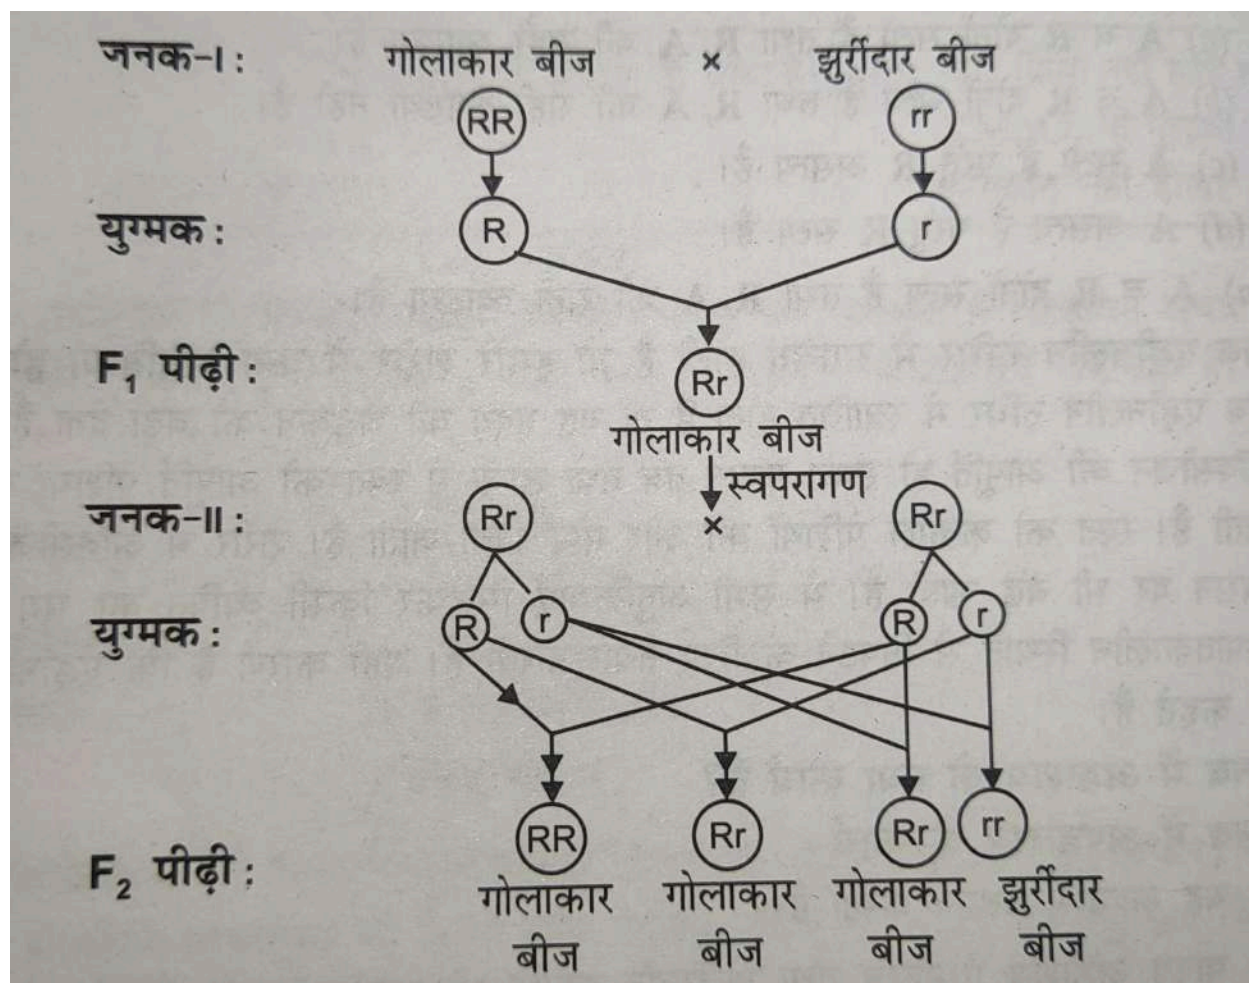 जनक-I : गोलाकार बीज × झुर्रीदार बीज
RR rr
युग्मक : R r
F₁ पीढ़ी : Rr
गोलाकार बीज
स्वपरागण
जनक-II : Rr × Rr
युग्मक : R r R r
RR Rr Rr rr
F₂ पीढ़ी :
गोलाकार गोलाकार गोलाकार झुर्रीदार
बीज बीज बीज बीज